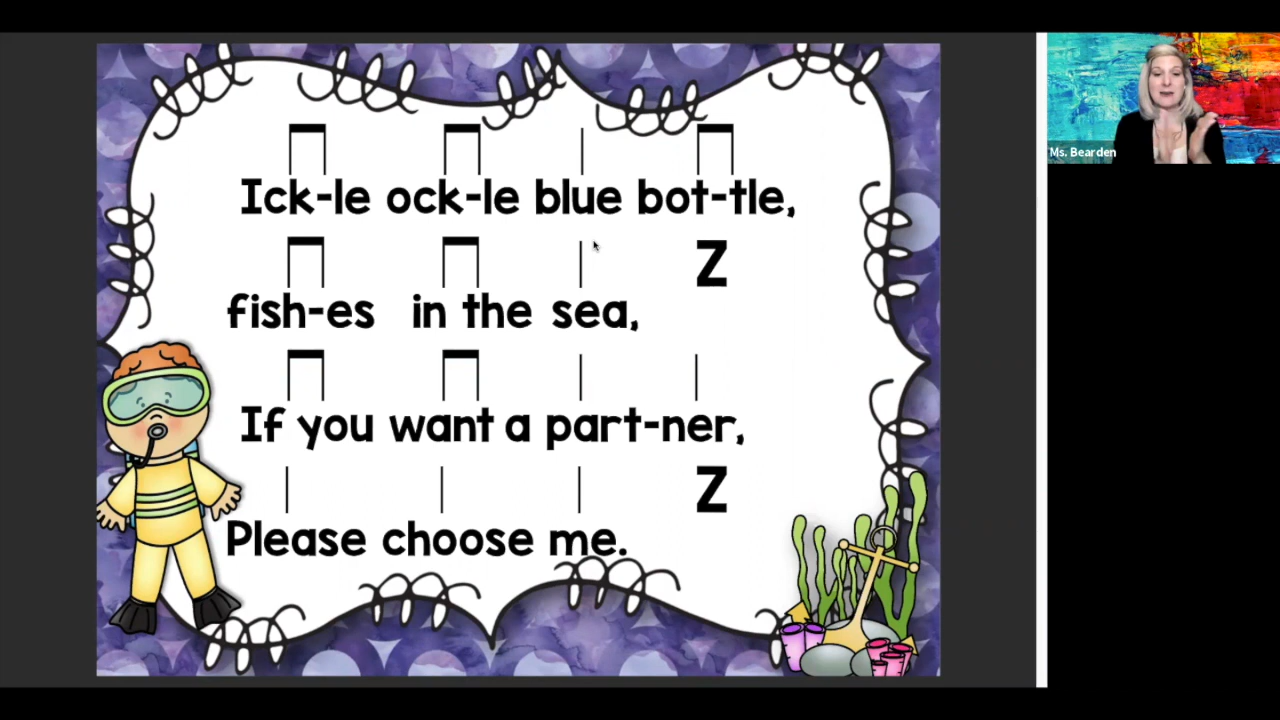 Ick-le ock-le blue bot-tle,
Z
fish-es in the sea,
If you want a part-ner,
Z
Please choose me.
Ms. Bearden